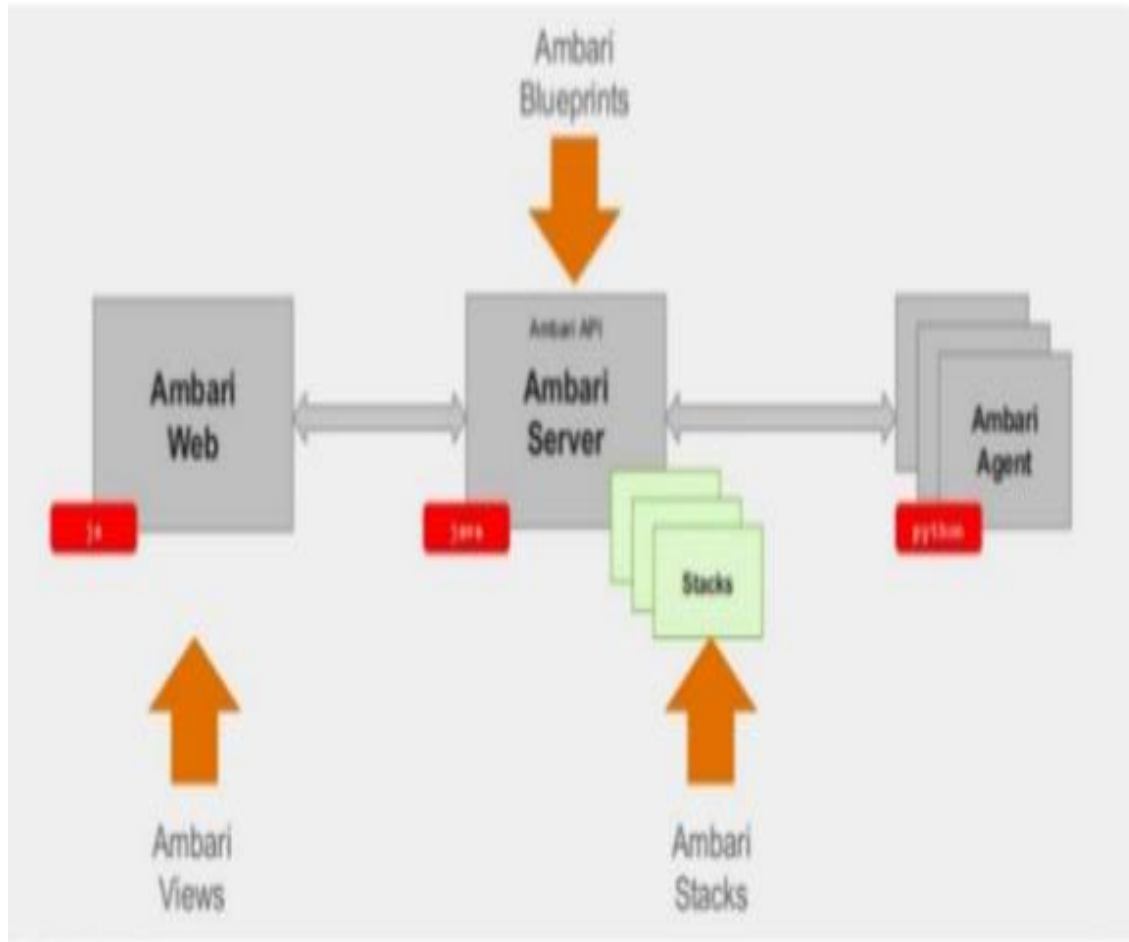 Ambari
Blueprints
Ambari API
Ambari
Web
Ambari
Server
Ambari
Agent
js
java
python
Stacks
Ambari
Views
Ambari
Stacks